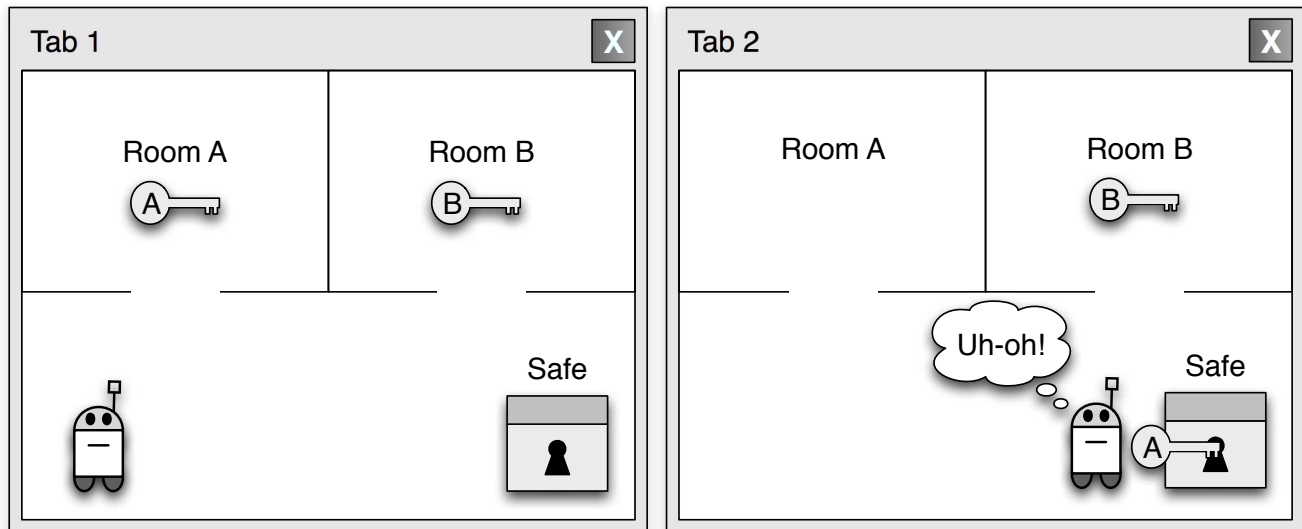 Tab 1
X
Room A
Room B
A
B
Safe
Tab 2
X
Room A
Room B
B
Uh-oh!
Safe
A